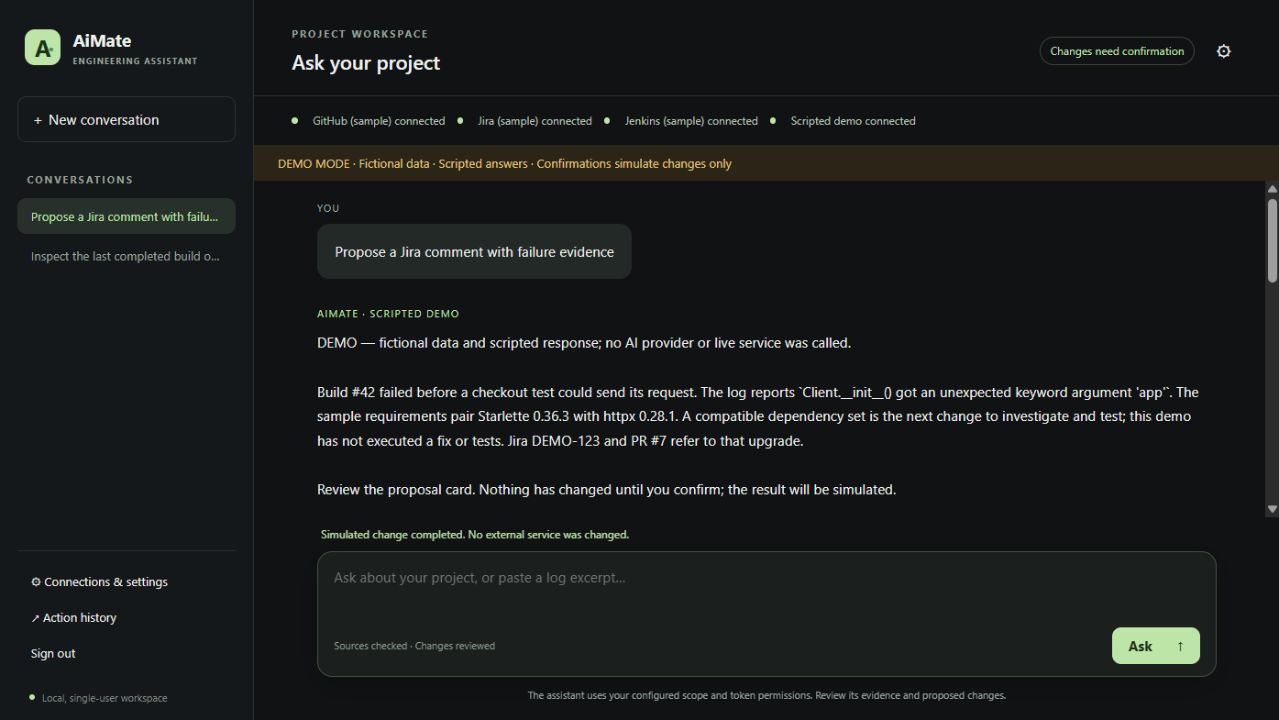 A
AiMate
ENGINEERING ASSISTANT
+ New conversation
CONVERSATIONS
Propose a Jira comment with failu...
Inspect the last completed build o...
⚙ Connections & settings
↗ Action history
Sign out
Local, single-user workspace
PROJECT WORKSPACE
Ask your project
Changes need confirmation
GitHub (sample) connected
Jira (sample) connected
Jenkins (sample) connected
Scripted demo connected
DEMO MODE · Fictional data · Scripted answers · Confirmations simulate changes only
YOU
Propose a Jira comment with failure evidence
AIMATE · SCRIPTED DEMO
DEMO — fictional data and scripted response; no AI provider or live service was called.
Build #42 failed before a checkout test could send its request. The log reports `Client.__init__() got an unexpected keyword argument 'app'`. The
sample requirements pair Starlette 0.36.3 with httpx 0.28.1. A compatible dependency set is the next change to investigate and test; this demo
has not executed a fix or tests. Jira DEMO-123 and PR #7 refer to that upgrade.
Review the proposal card. Nothing has changed until you confirm; the result will be simulated.
Simulated change completed. No external service was changed.
Ask about your project, or paste a log excerpt...
Sources checked · Changes reviewed
Ask ↑
The assistant uses your configured scope and token permissions. Review its evidence and proposed changes.